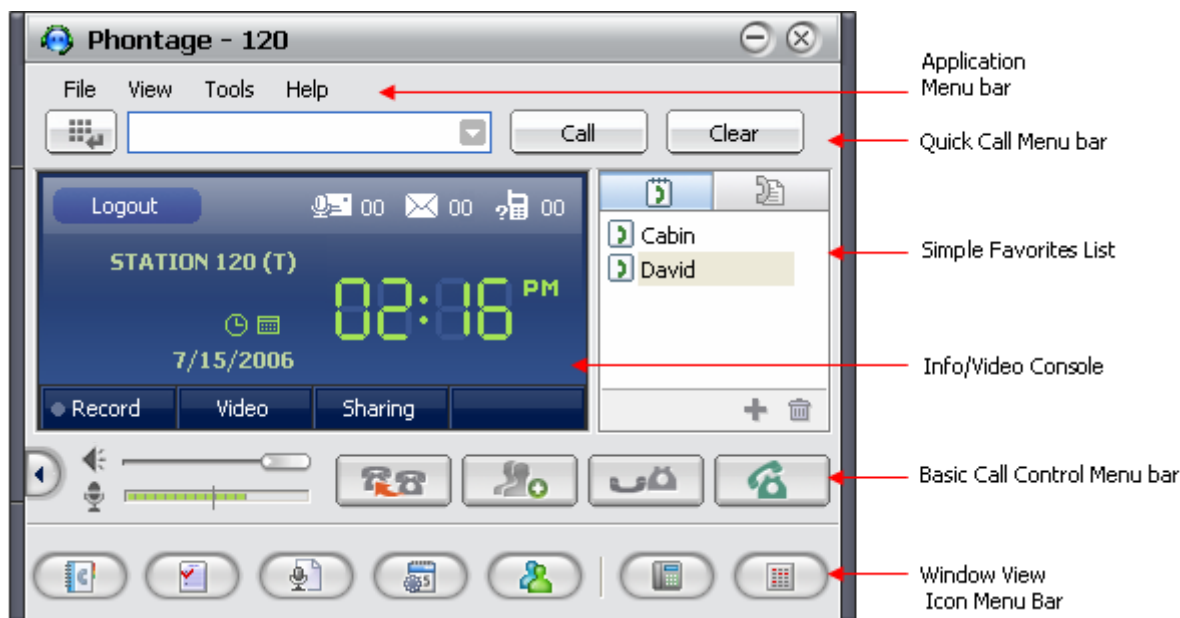 Phontage - 120
Application
Menu bar
File View Tools Help
Call Clear
Quick Call Menu bar
Logout 00 00 ? 00
Cabin
David
Simple Favorites List
STATION 120 (T)
02:16 PM
7/15/2006
Info/Video Console
Record Video Sharing
Basic Call Control Menu bar
Window View
Icon Menu Bar